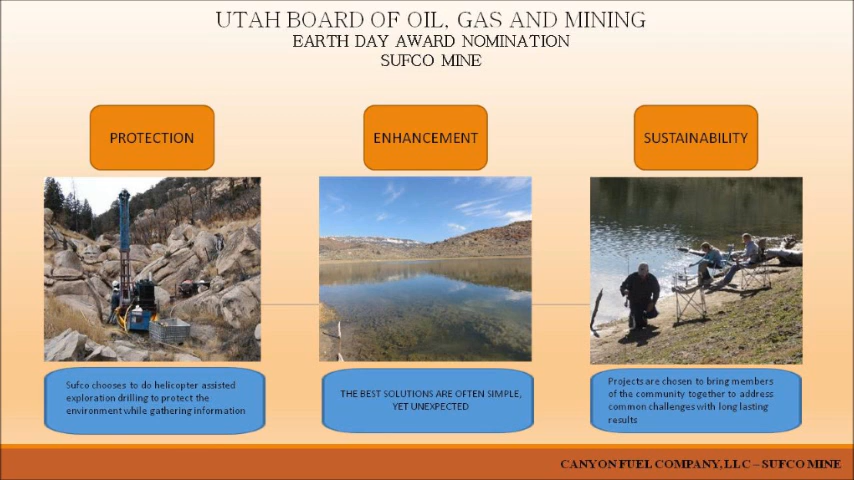 UTAH BOARD OF OIL, GAS AND MINING
EARTH DAY AWARD NOMINATION
SUFCO MINE
PROTECTION
ENHANCEMENT
SUSTAINABILITY
Sufco chooses to do helicopter assisted
exploration drilling to protect the
environment while gathering information
THE BEST SOLUTIONS ARE OFTEN SIMPLE,
YET UNEXPECTED
Projects are chosen to bring members
of the community together to address
common challenges with long lasting
results
CANYON FUEL COMPANY, LLC – SUFCO MINE